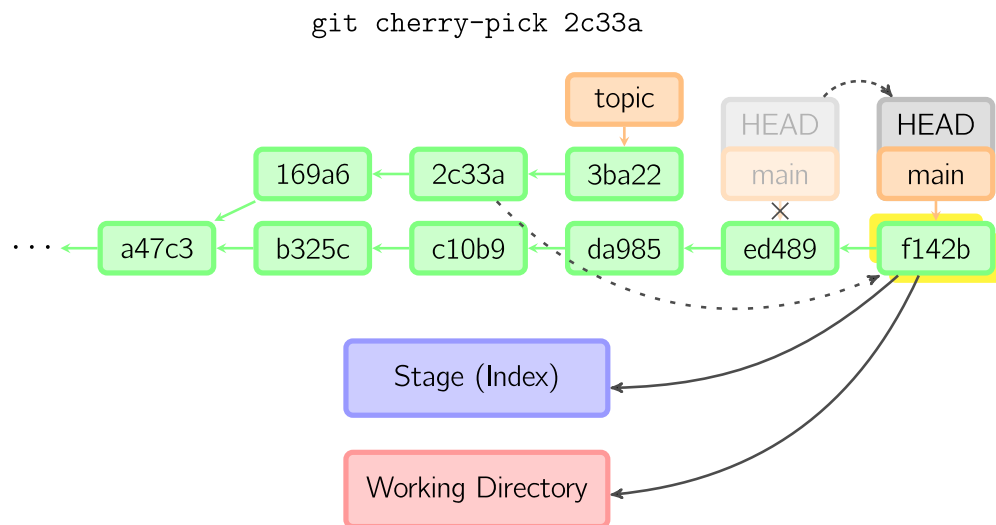 git cherry-pick 2c33a
topic
HEAD
HEAD
169a6
2c33a
3ba22
main
main
...
a47c3
b325c
c10b9
da985
ed489
f142b
Stage (Index)
Working Directory